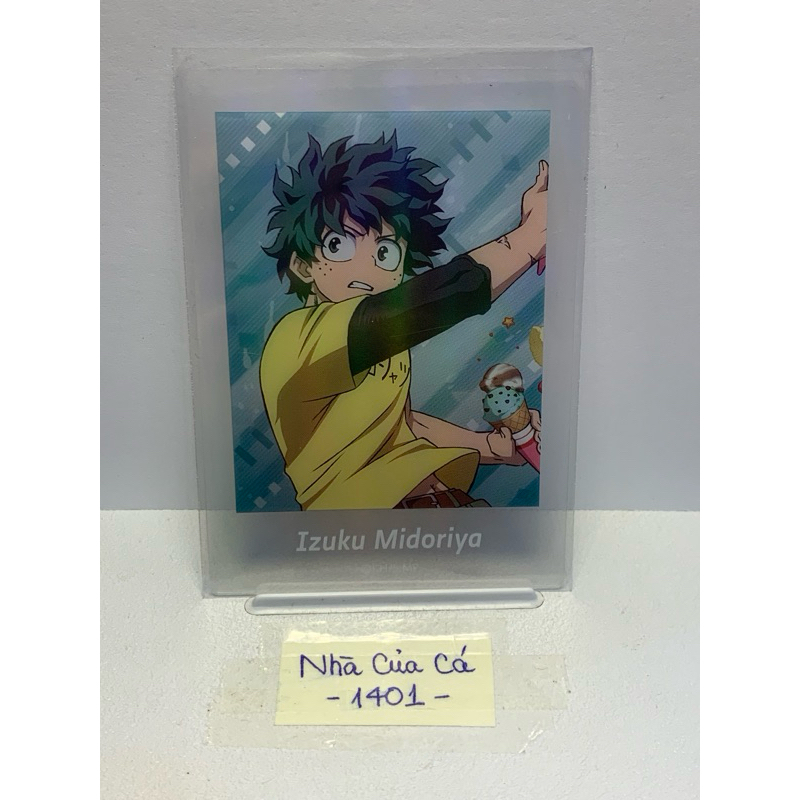 Izuku Midoriya
Nhà Của Cá
-1401-